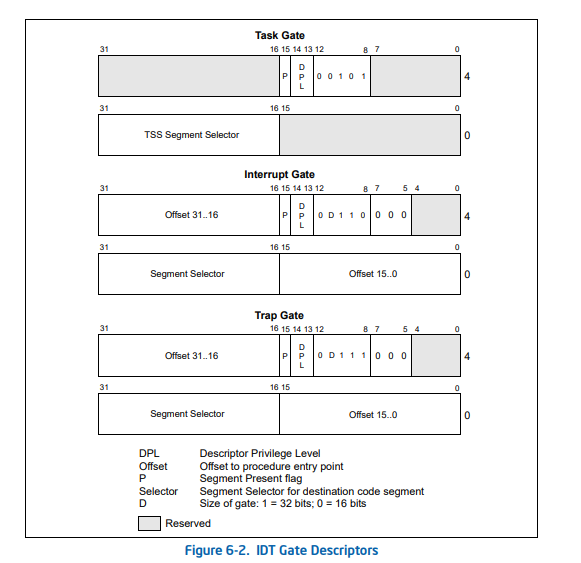 Task Gate
31 16 15 14 13 12 8 7 0
P D P L 0 0 1 0 1 4
31 16 15 0
TSS Segment Selector 0
Interrupt Gate
31 16 15 14 13 12 8 7 5 4 0
Offset 31..16 P D P L 0 D 1 1 0 0 0 0 4
31 16 15 0
Segment Selector Offset 15..0 0
Trap Gate
31 16 15 14 13 12 8 7 5 4 0
Offset 31..16 P D P L 0 D 1 1 1 0 0 0 4
31 16 15 0
Segment Selector Offset 15..0 0
DPL Descriptor Privilege Level
Offset Offset to procedure entry point
P Segment Present flag
Selector Segment Selector for destination code segment
D Size of gate: 1 = 32 bits; 0 = 16 bits
Reserved
Figure 6-2. IDT Gate Descriptors